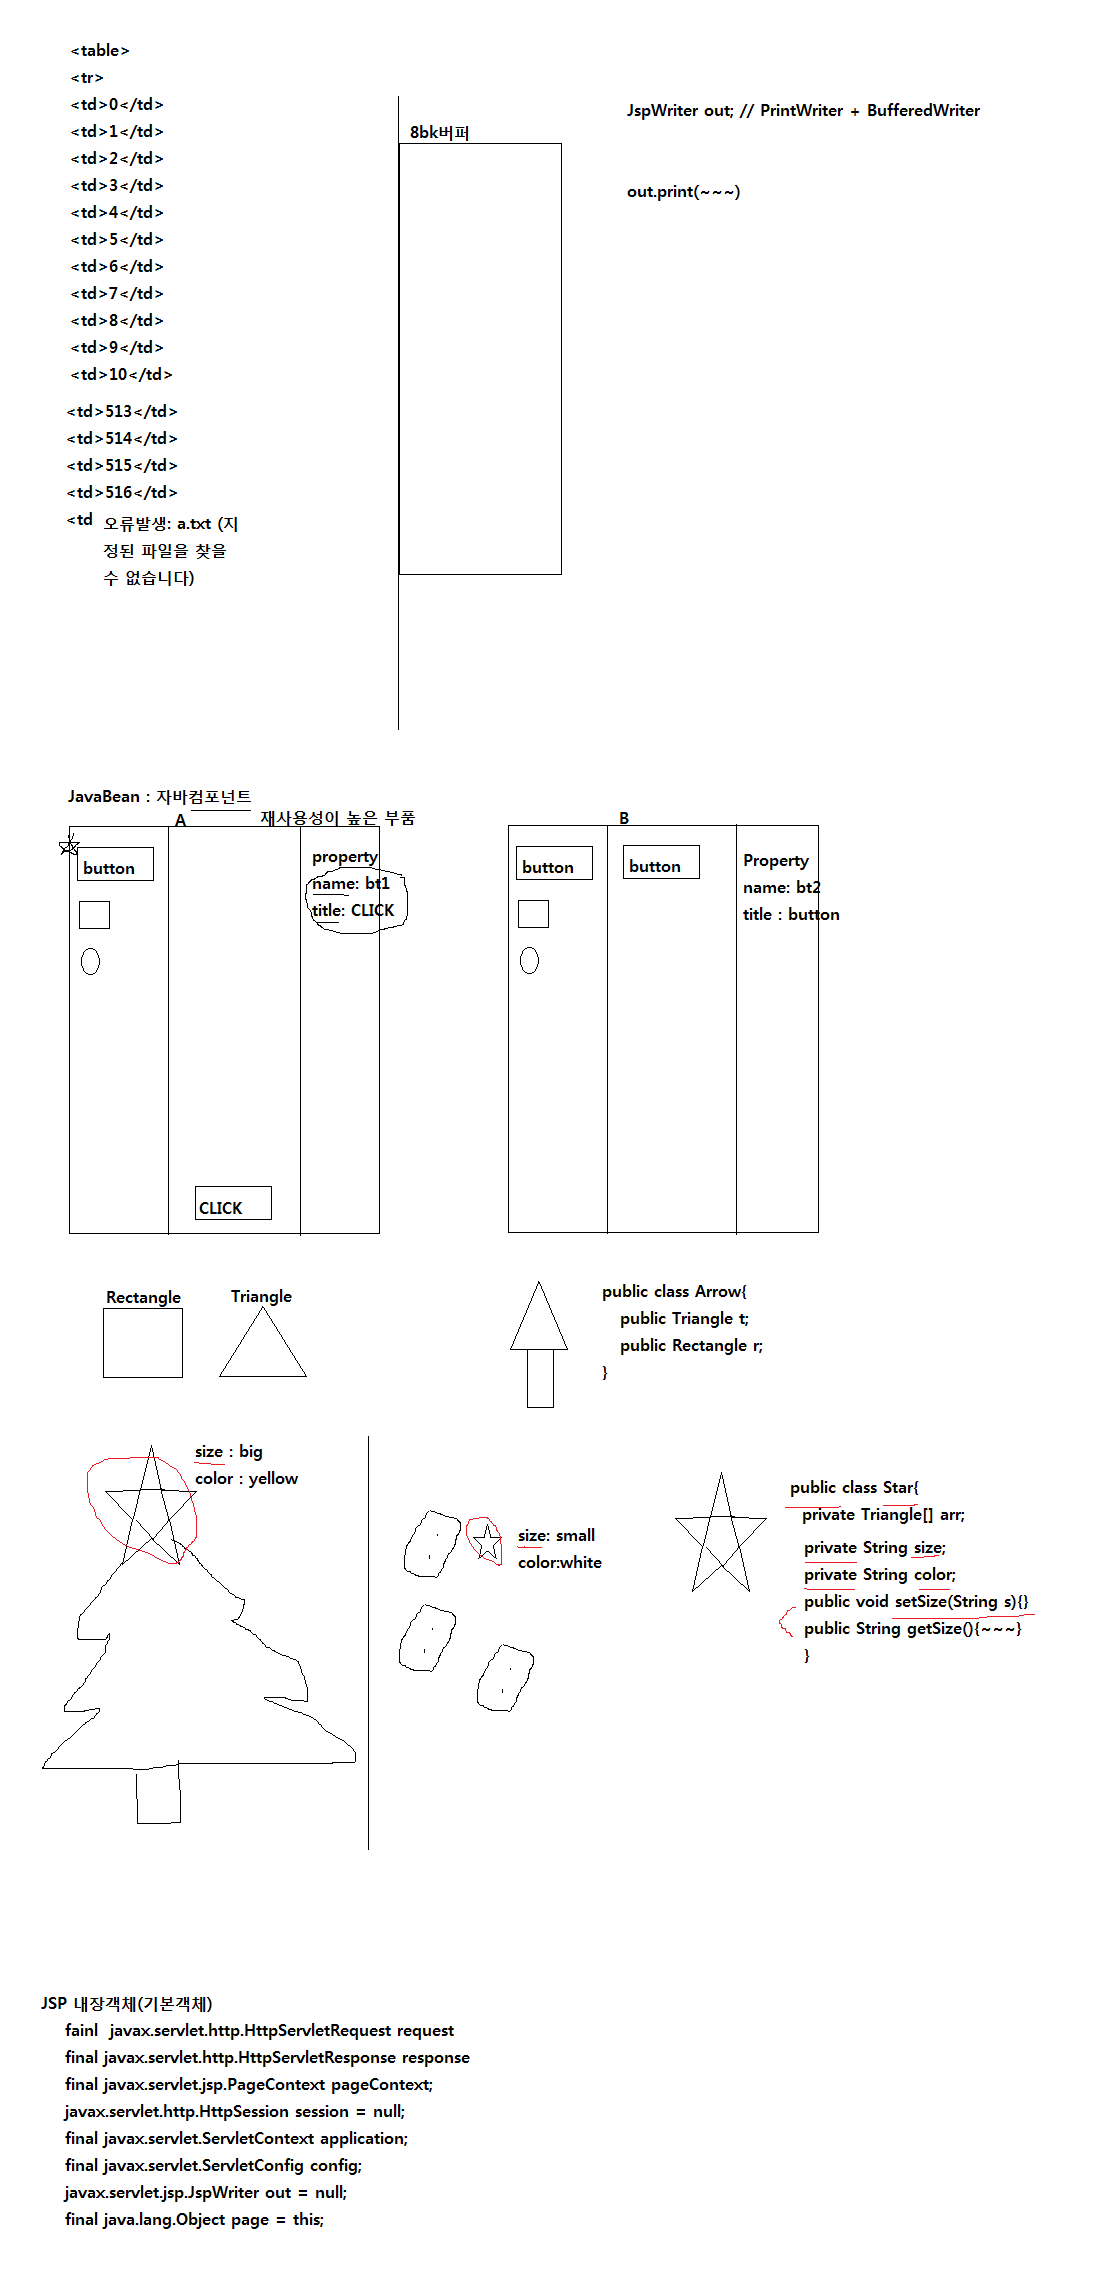 <table>
<tr>
<td>0</td>
<td>1</td>
<td>2</td>
<td>3</td>
<td>4</td>
<td>5</td>
<td>6</td>
<td>7</td>
<td>8</td>
<td>9</td>
<td>10</td>
<td>513</td>
<td>514</td>
<td>515</td>
<td>516</td>
<td
오류발생: a.txt (지
정된 파일을 찾을
수 없습니다)
8bk버퍼
JspWriter out; // PrintWriter + BufferedWriter
out.print(~~~)
JavaBean : 자바컴포넌트
재사용성이 높은 부품
A
button
property
name: bt1
title: CLICK
CLICK
B
button
button
Property
name: bt2
title : button
Rectangle
Triangle
public class Arrow{
public Triangle t;
public Rectangle r;
}
size : big
color : yellow
size: small
color:white
public class Star{
private Triangle[] arr;
private String size;
private String color;
public void setSize(String s){}
public String getSize(){~~~}
}
JSP 내장객체(기본객체)
fainl javax.servlet.http.HttpServletRequest request
final javax.servlet.http.HttpServletResponse response
final javax.servlet.jsp.PageContext pageContext;
javax.servlet.http.HttpSession session = null;
final javax.servlet.ServletContext application;
final javax.servlet.ServletConfig config;
javax.servlet.jsp.JspWriter out = null;
final java.lang.Object page = this;